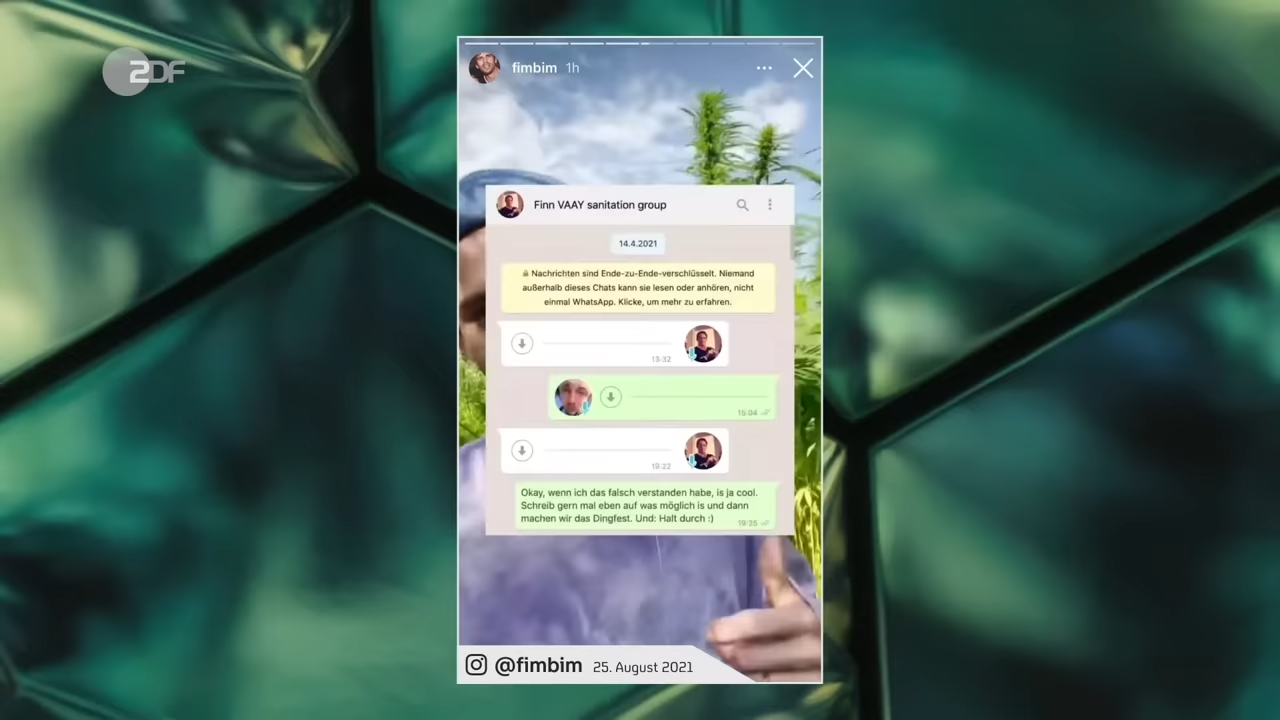 ZDF
fimbim 1h
Finn VAAY sanitation group
14.4.2021
Nachrichten sind Ende-zu-Ende-verschlüsselt. Niemand
außerhalb dieses Chats kann sie lesen oder anhören, nicht
einmal WhatsApp. Klicke, um mehr zu erfahren.
13:32
15:04
19:22
Okay, wenn ich das falsch verstanden habe, is ja cool.
Schreib gern mal eben auf was möglich is und dann
machen wir das Dingfest. Und: Halt durch :)
19:35
@fimbim 25. August 2021